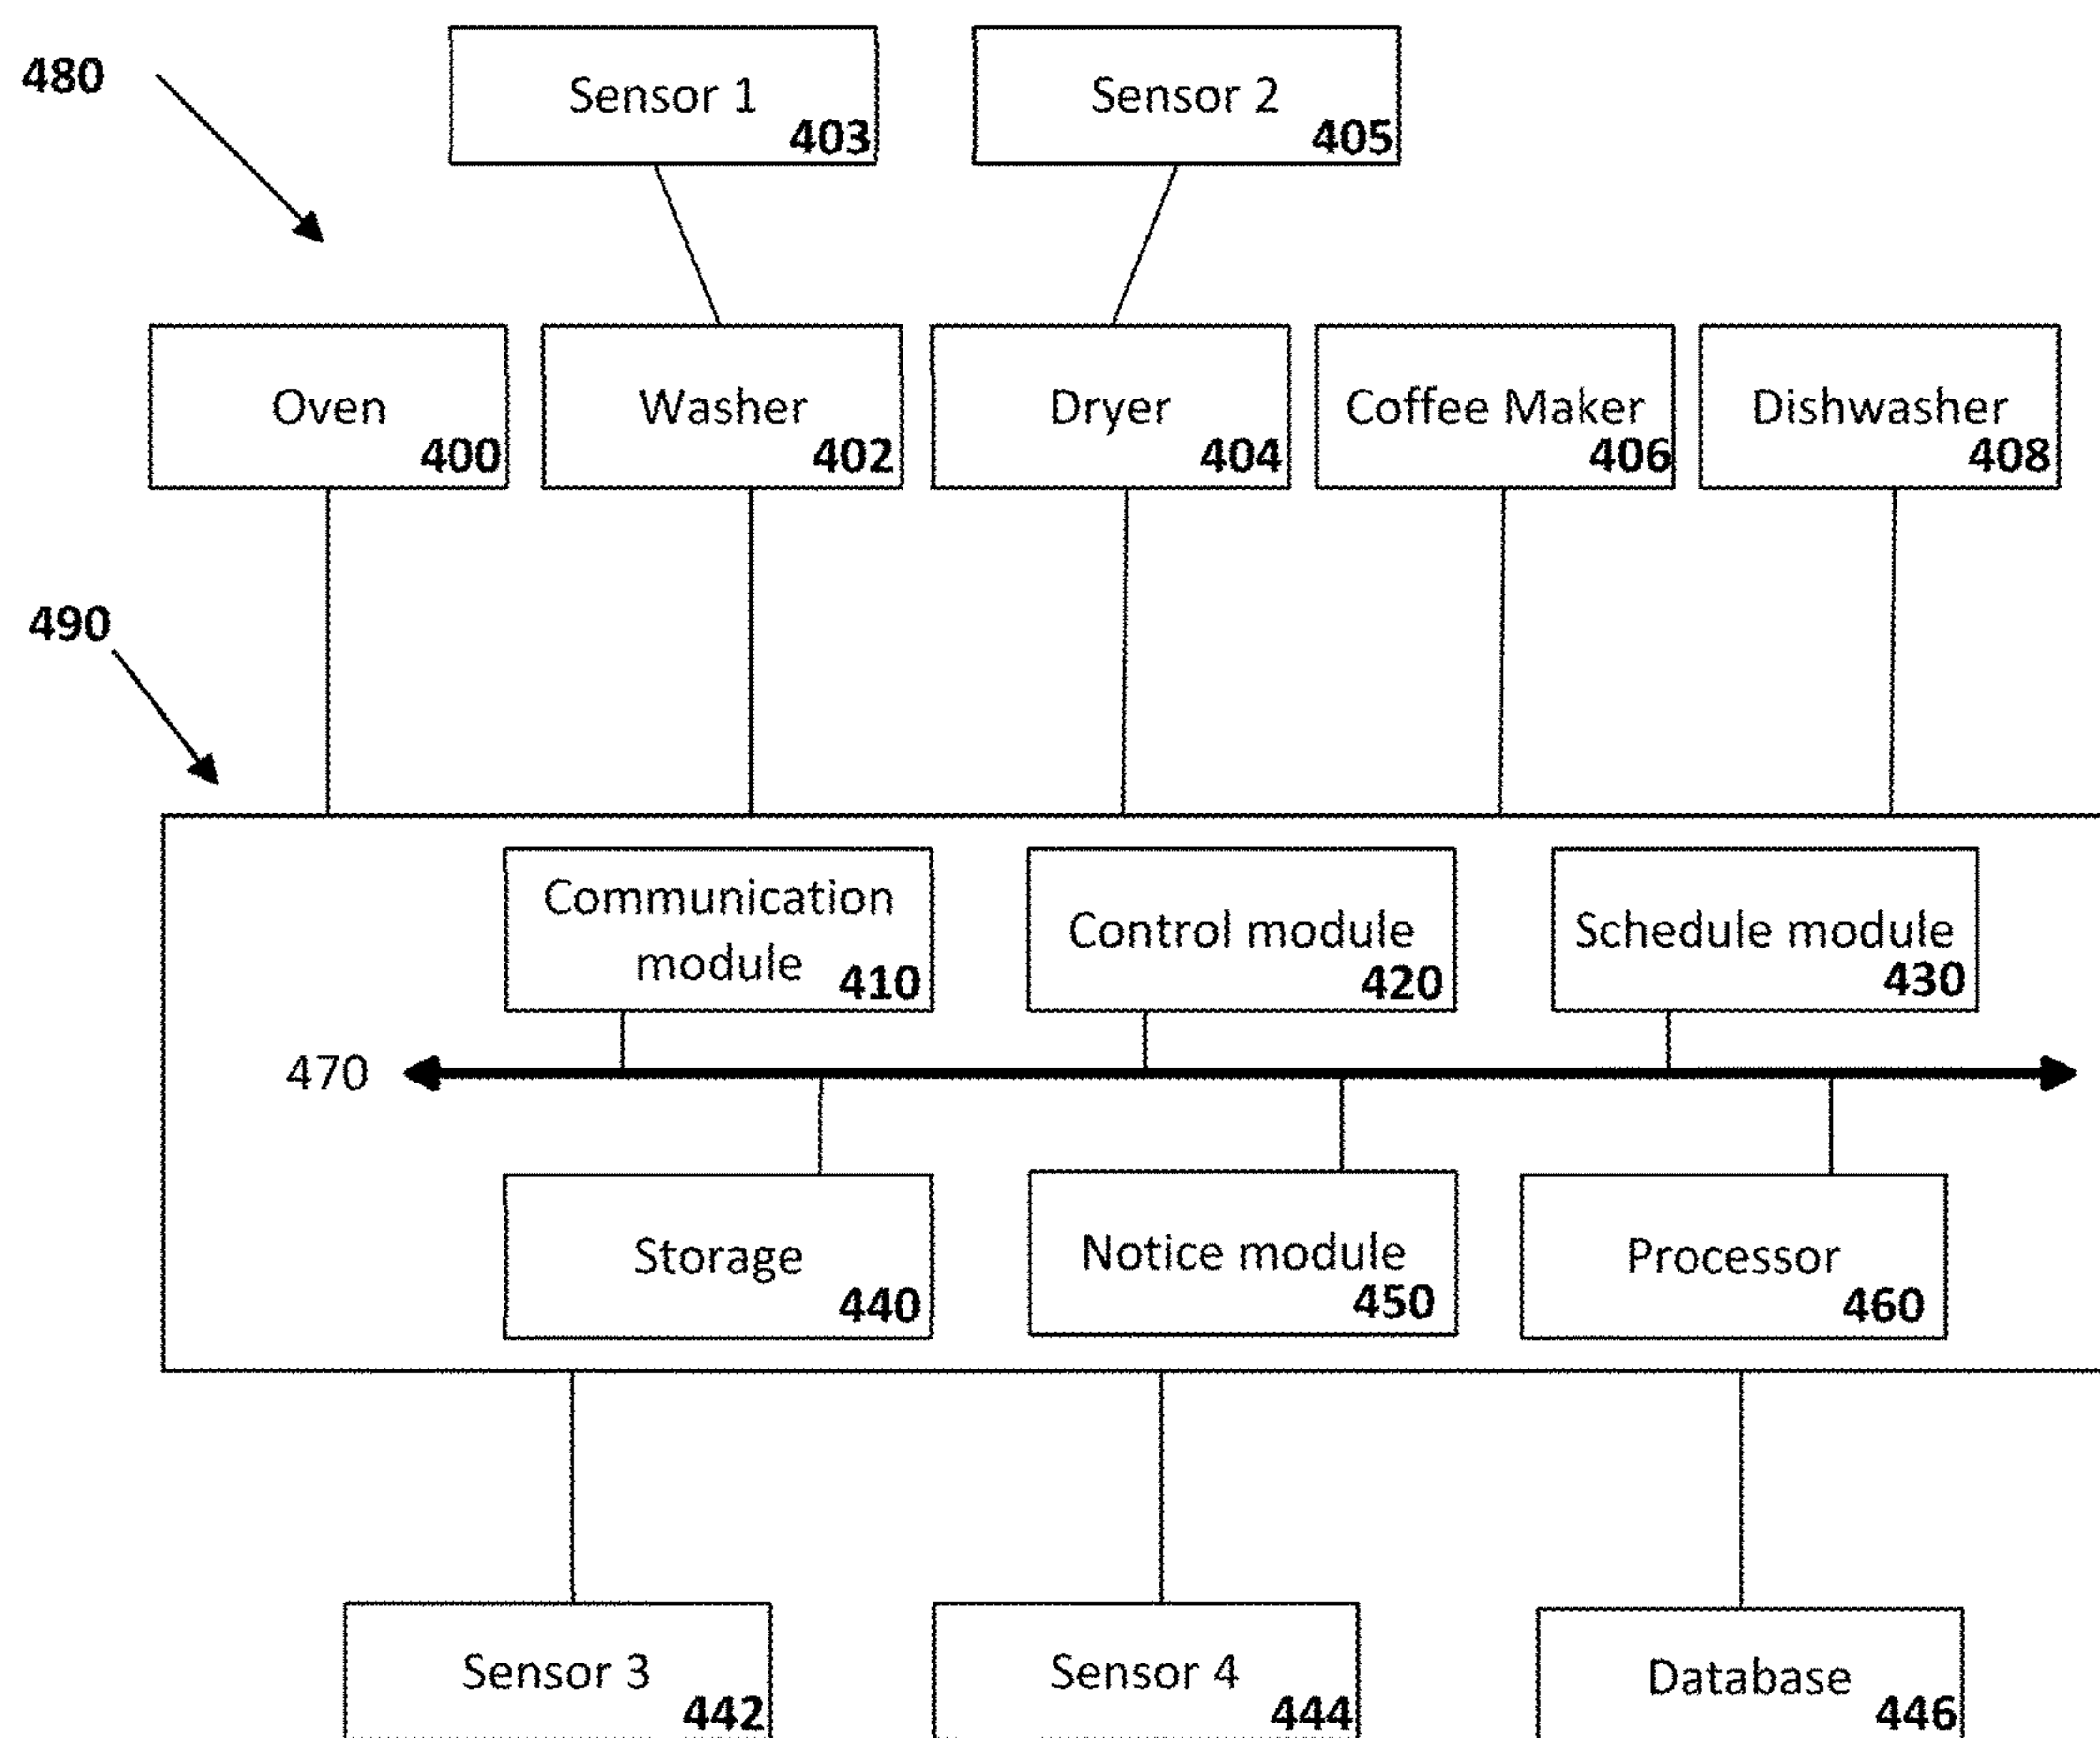 480
Sensor 1
403
Sensor 2
405
Oven
400
Washer
402
Dryer
404
Coffee Maker
406
Dishwasher
408
490
Communication
module
410
Control module
420
Schedule module
430
470
Storage
440
Notice module
450
Processor
460
Sensor 3
442
Sensor 4
444
Database
446